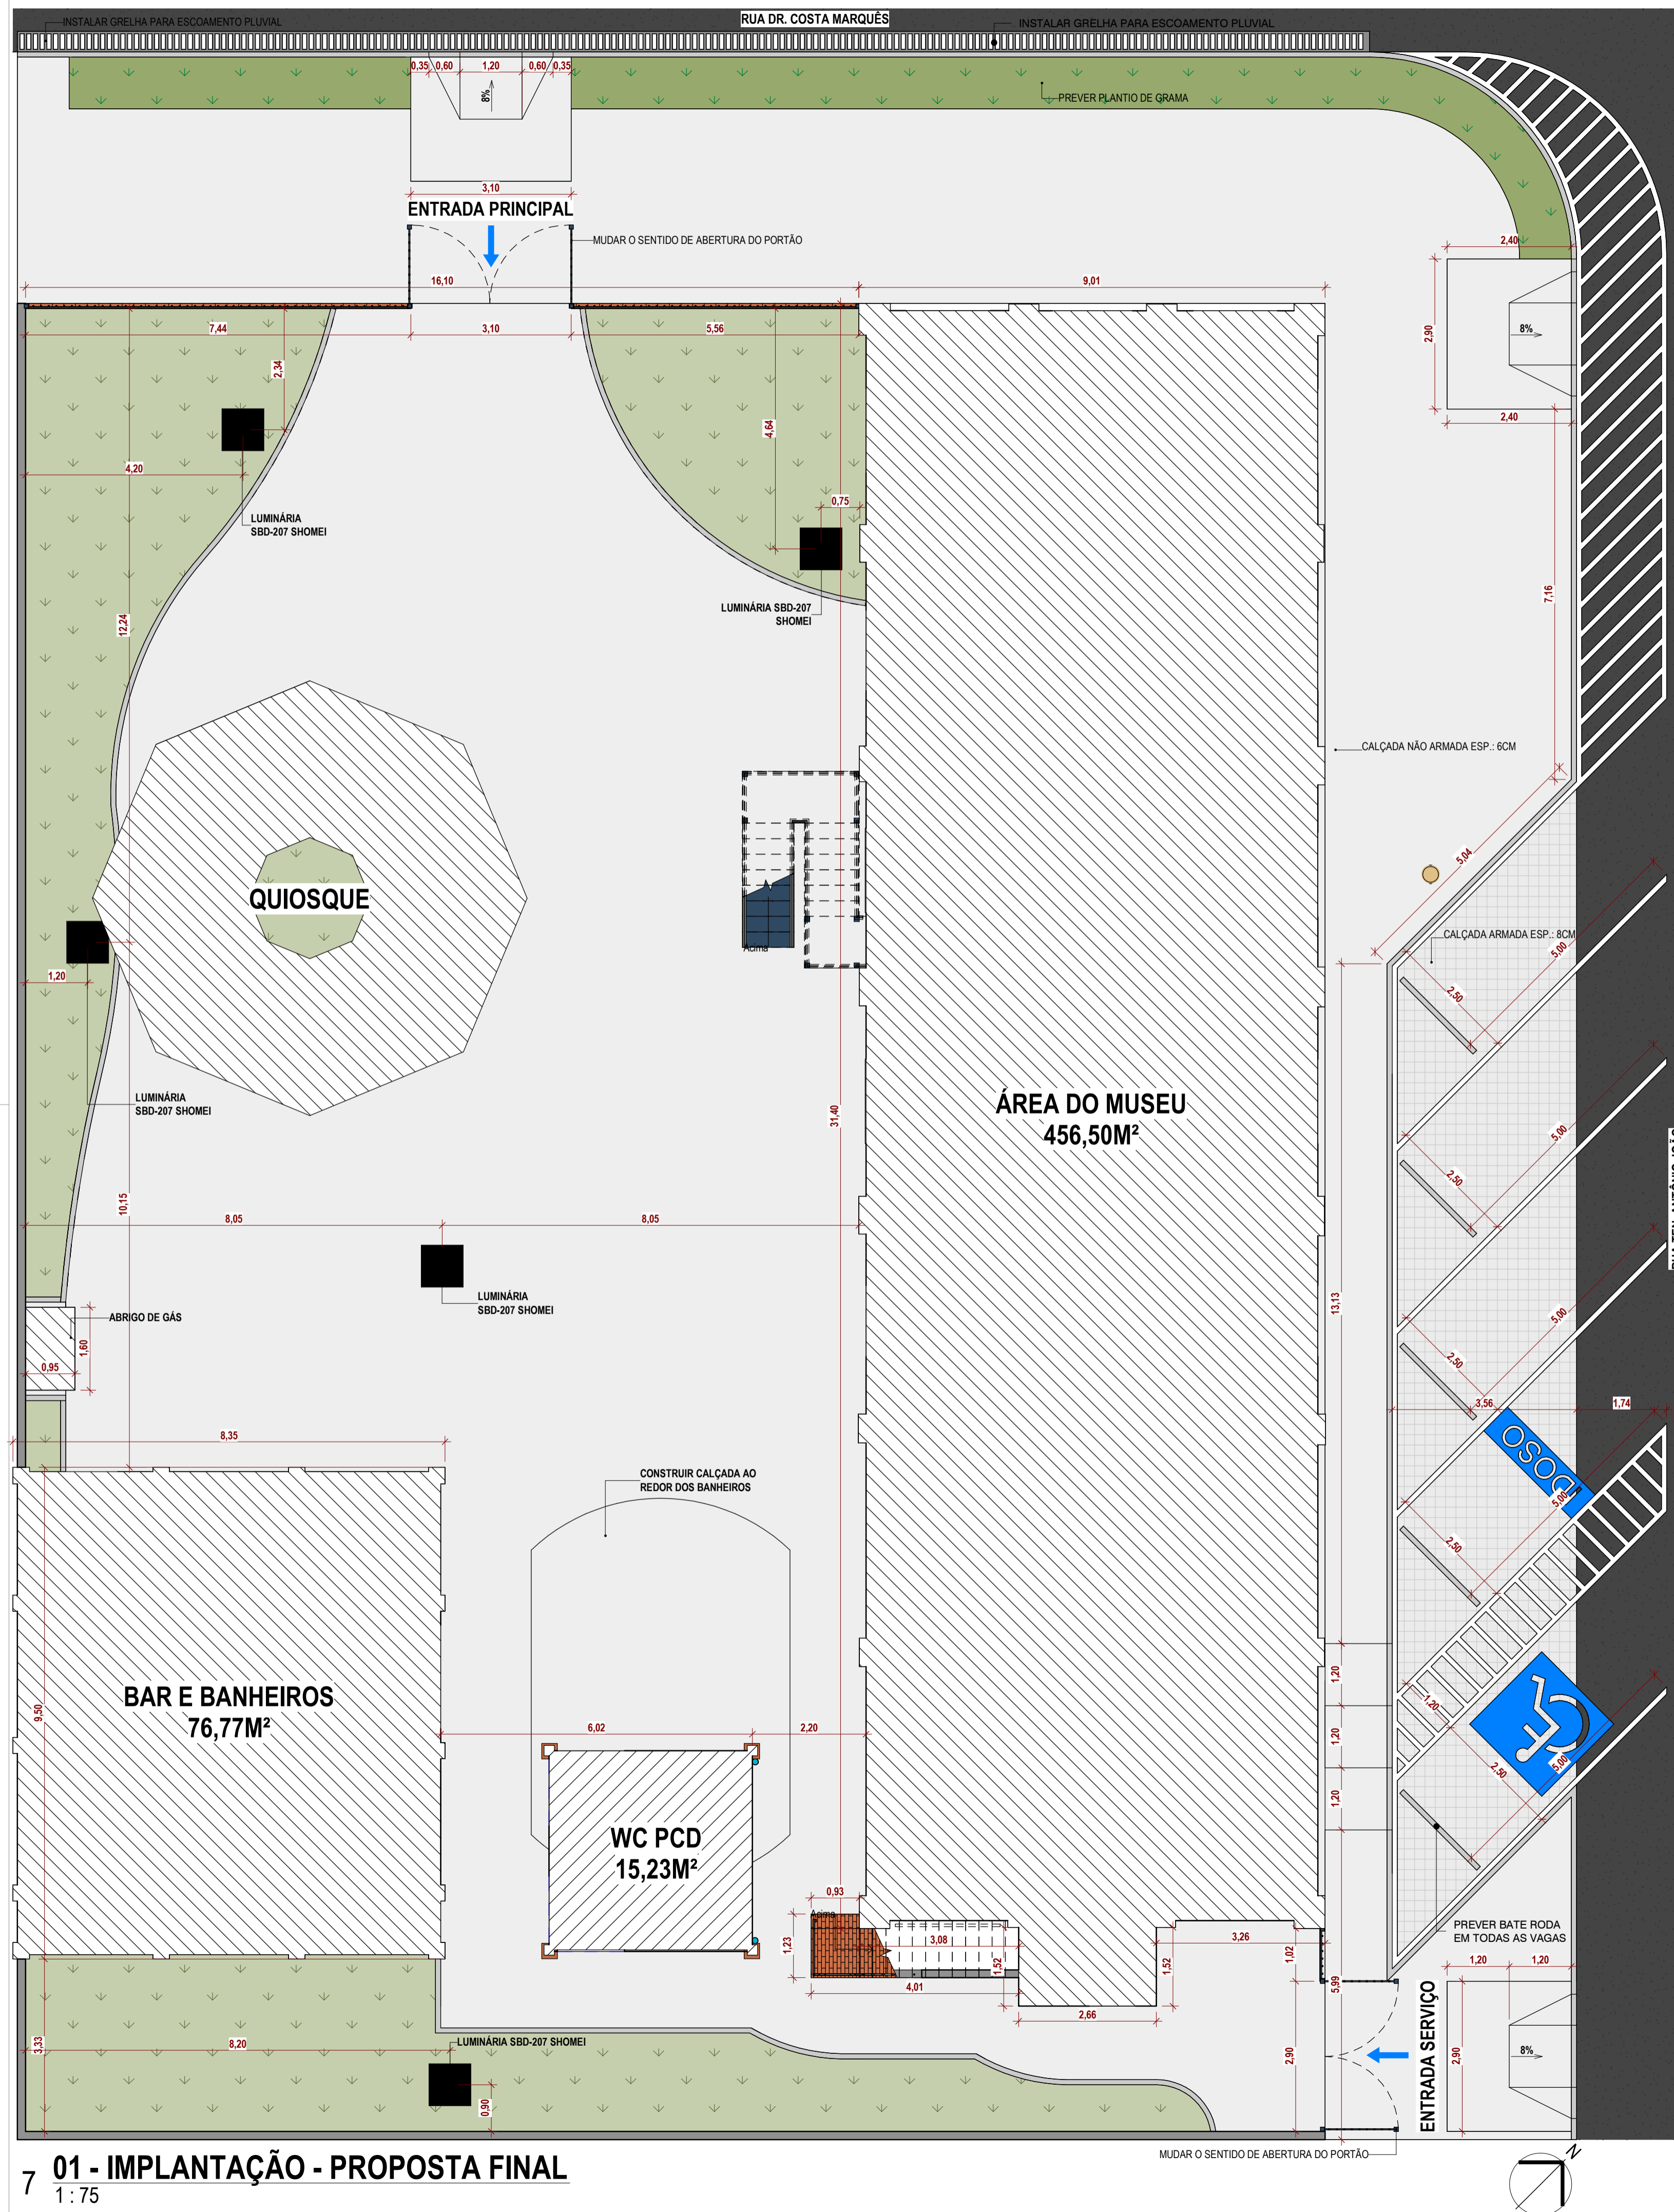 INSTALAR GRELHA PARA ESCOAMENTO PLUVIAL
RUA DR. COSTA MARQUÊS
INSTALAR GRELHA PARA ESCOAMENTO PLUVIAL
0,35 0,60 1,20 0,60 0,35
8%
PREVER PLANTIO DE GRAMA
3,10
ENTRADA PRINCIPAL
MUDAR O SENTIDO DE ABERTURA DO PORTÃO
2,40
16,10
9,01
7,44
3,10
5,56
2,90
8%
2,34
2,40
4,64
4,20
0,75
LUMINÁRIA
SBD-207 SHOMEI
LUMINÁRIA SBD-207
SHOMEI
12,24
7,16
CALÇADA NÃO ARMADA ESP.: 6CM
5,04
QUIOSQUE
Acima
CALÇADA ARMADA ESP.: 8CM
5,00
2,50
1,20
LUMINÁRIA
SBD-207 SHOMEI
31,40
ÁREA DO MUSEU
456,50M²
5,00
2,50
10,15
8,05
8,05
LUMINÁRIA
SBD-207 SHOMEI
13,13
5,00
ABRIGO DE GÁS
1,60
0,95
2,50
3,56
1,74
8,35
IDOSO
CONSTRUIR CALÇADA AO
REDOR DOS BANHEIROS
5,00
2,50
BAR E BANHEIROS
76,77M²
9,50
6,02
2,20
1,20
1,20
1,20
1,20
2,50
5,00
WC PCD
15,23M²
0,93
Acima
1,23
3,08
1,52
4,01
2,66
1,52
3,26
1,02
5,99
PREVER BATE RODA
EM TODAS AS VAGAS
1,20
1,20
3,33
8,20
LUMINÁRIA SBD-207 SHOMEI
0,90
2,90
ENTRADA SERVIÇO
2,90
8%
MUDAR O SENTIDO DE ABERTURA DO PORTÃO
N
7
01 - IMPLANTAÇÃO - PROPOSTA FINAL
1 : 75